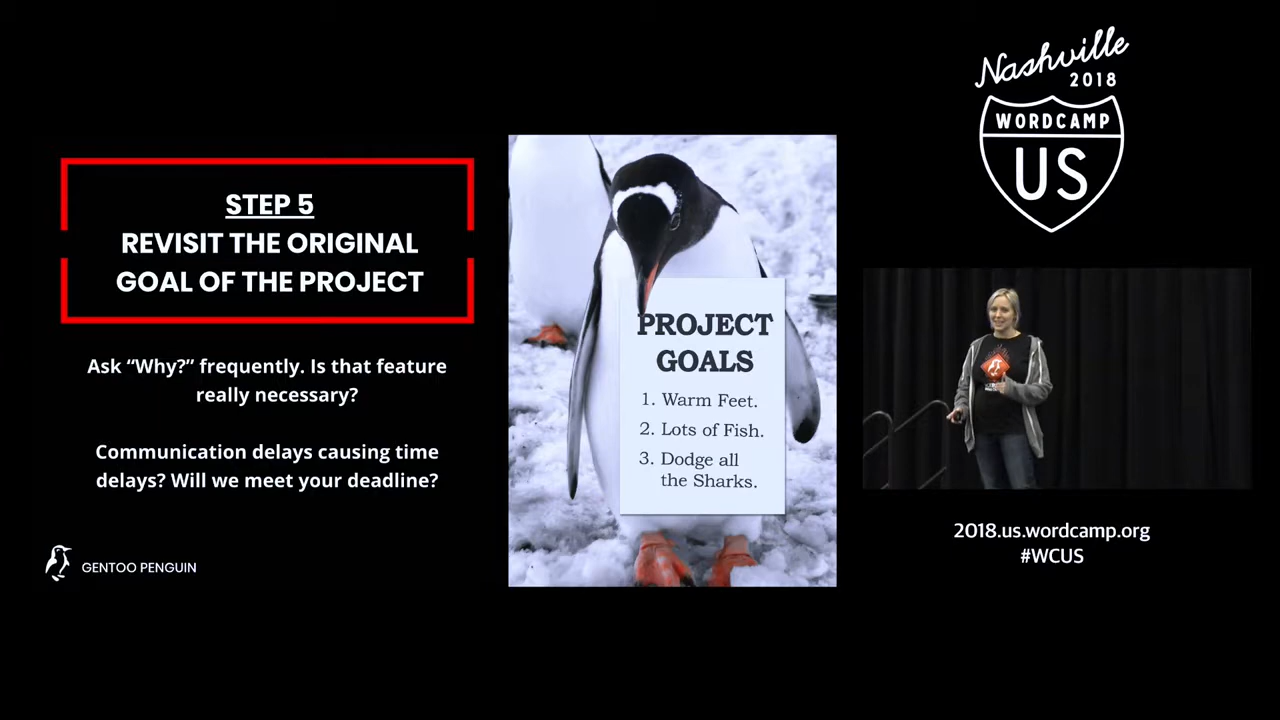 STEP 5
REVISIT THE ORIGINAL
GOAL OF THE PROJECT
Ask “Why?” frequently. Is that feature
really necessary?
Communication delays causing time
delays? Will we meet your deadline?
GENTOO PENGUIN
PROJECT
GOALS
1. Warm Feet.
2. Lots of Fish.
3. Dodge all
the Sharks.
Nashville
2018
WORDCAMP
US
2018.us.wordcamp.org
#WCUS